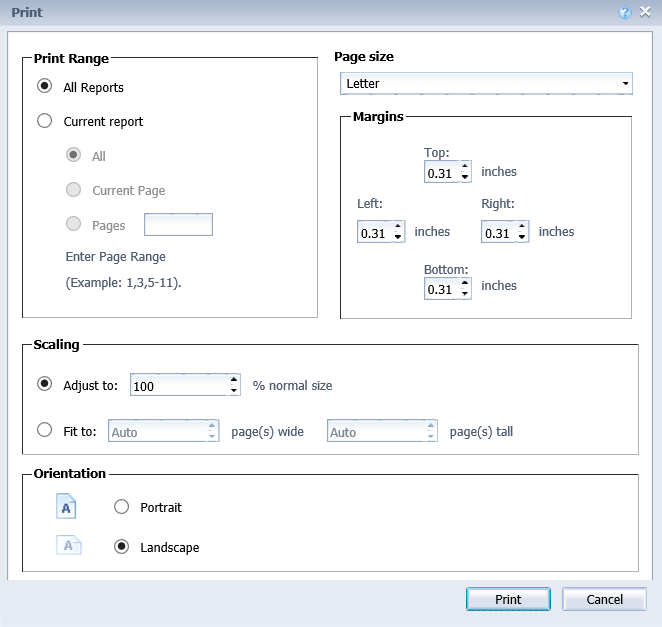 Print
Print Range
All Reports
Current report
All
Current Page
Pages
Enter Page Range
(Example: 1,3,5-11).
Page size
Letter
Margins
Top:
0.31 inches
Left: Right:
0.31 inches 0.31 inches
Bottom:
0.31 inches
Scaling
Adjust to: 100 % normal size
Fit to: Auto page(s) wide Auto page(s) tall
Orientation
A Portrait
A Landscape
Print Cancel